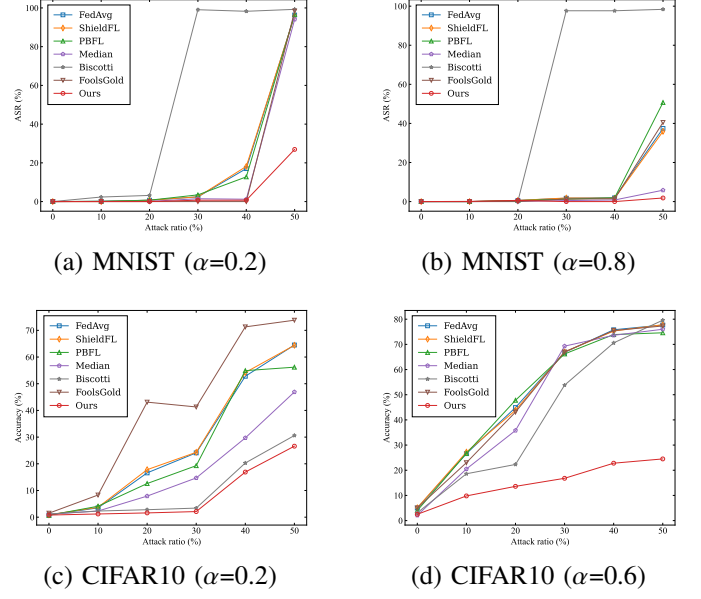 100
80
60
40
20
0
ASR (%)
FedAvg
ShieldFL
PBFL
Median
Biscotti
FoolsGold
Ours
0 10 20 30 40 50
Attack ratio (%)
(a) MNIST (α=0.2)
100
80
60
40
20
0
ASR (%)
FedAvg
ShieldFL
PBFL
Median
Biscotti
FoolsGold
Ours
0 10 20 30 40 50
Attack ratio (%)
(b) MNIST (α=0.8)
70
60
50
40
30
20
10
0
Accuracy (%)
FedAvg
ShieldFL
PBFL
Median
Biscotti
FoolsGold
Ours
0 10 20 30 40 50
Attack ratio (%)
(c) CIFAR10 (α=0.2)
80
70
60
50
40
30
20
10
0
Accuracy (%)
FedAvg
ShieldFL
PBFL
Median
Biscotti
FoolsGold
Ours
0 10 20 30 40 50
Attack ratio (%)
(d) CIFAR10 (α=0.6)